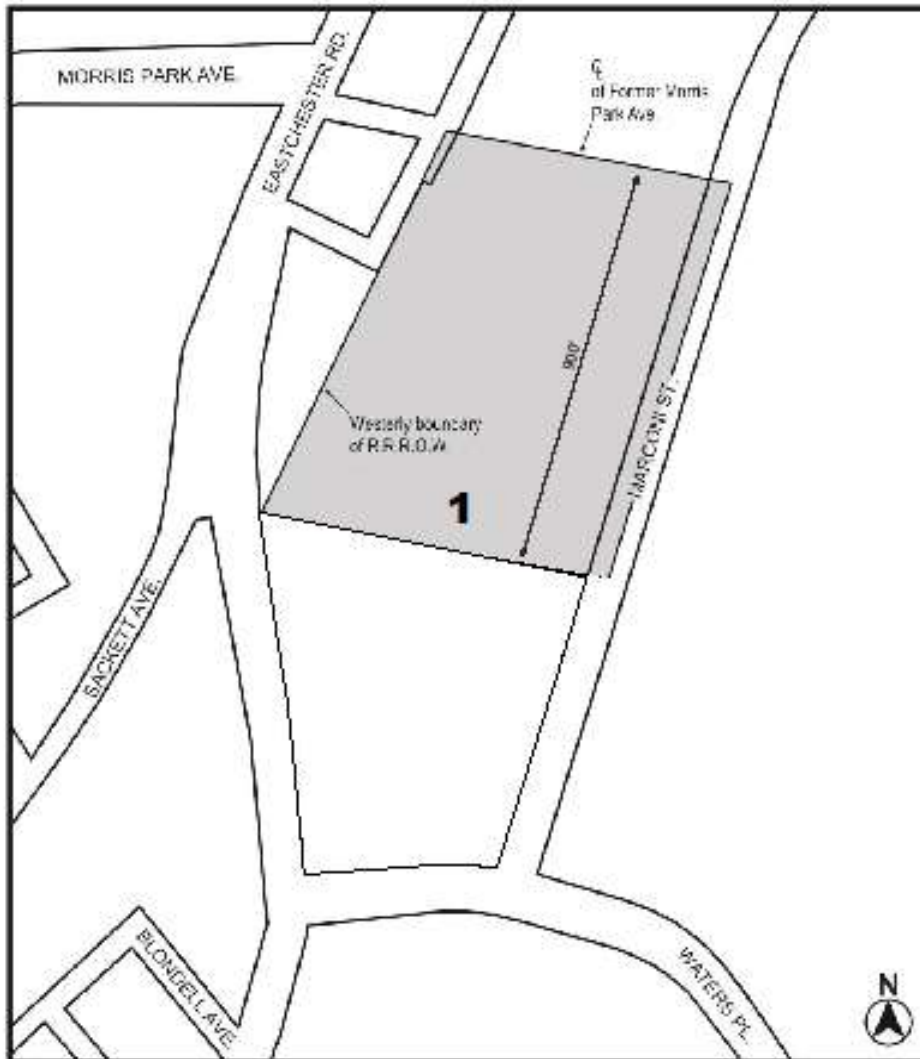 MORRIS PARK AVE.
EASTCHESTER RD.
℄
of Former Morris
Park Ave
900'
MARCONI ST.
Westerly boundary
of R.R.R.O.W.
1
SACKETT AVE.
BLONDELL AVE.
WATERS PL.
N